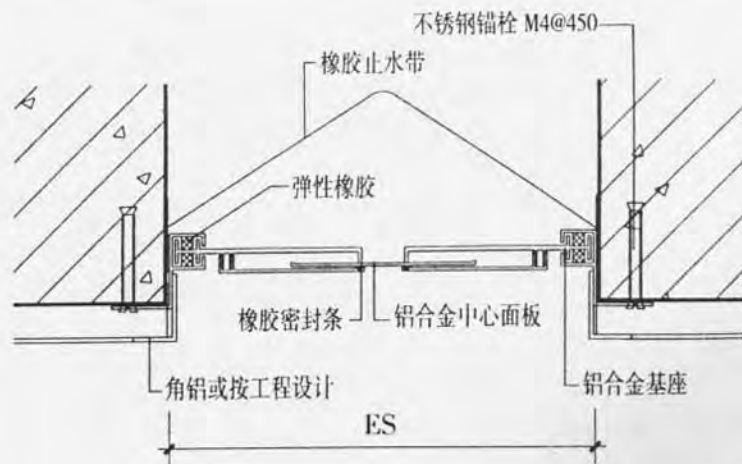 不锈钢锚栓 M4@450
橡胶止水带
弹性橡胶
橡胶密封条
铝合金中心面板
角铝或按工程设计
铝合金基座
ES